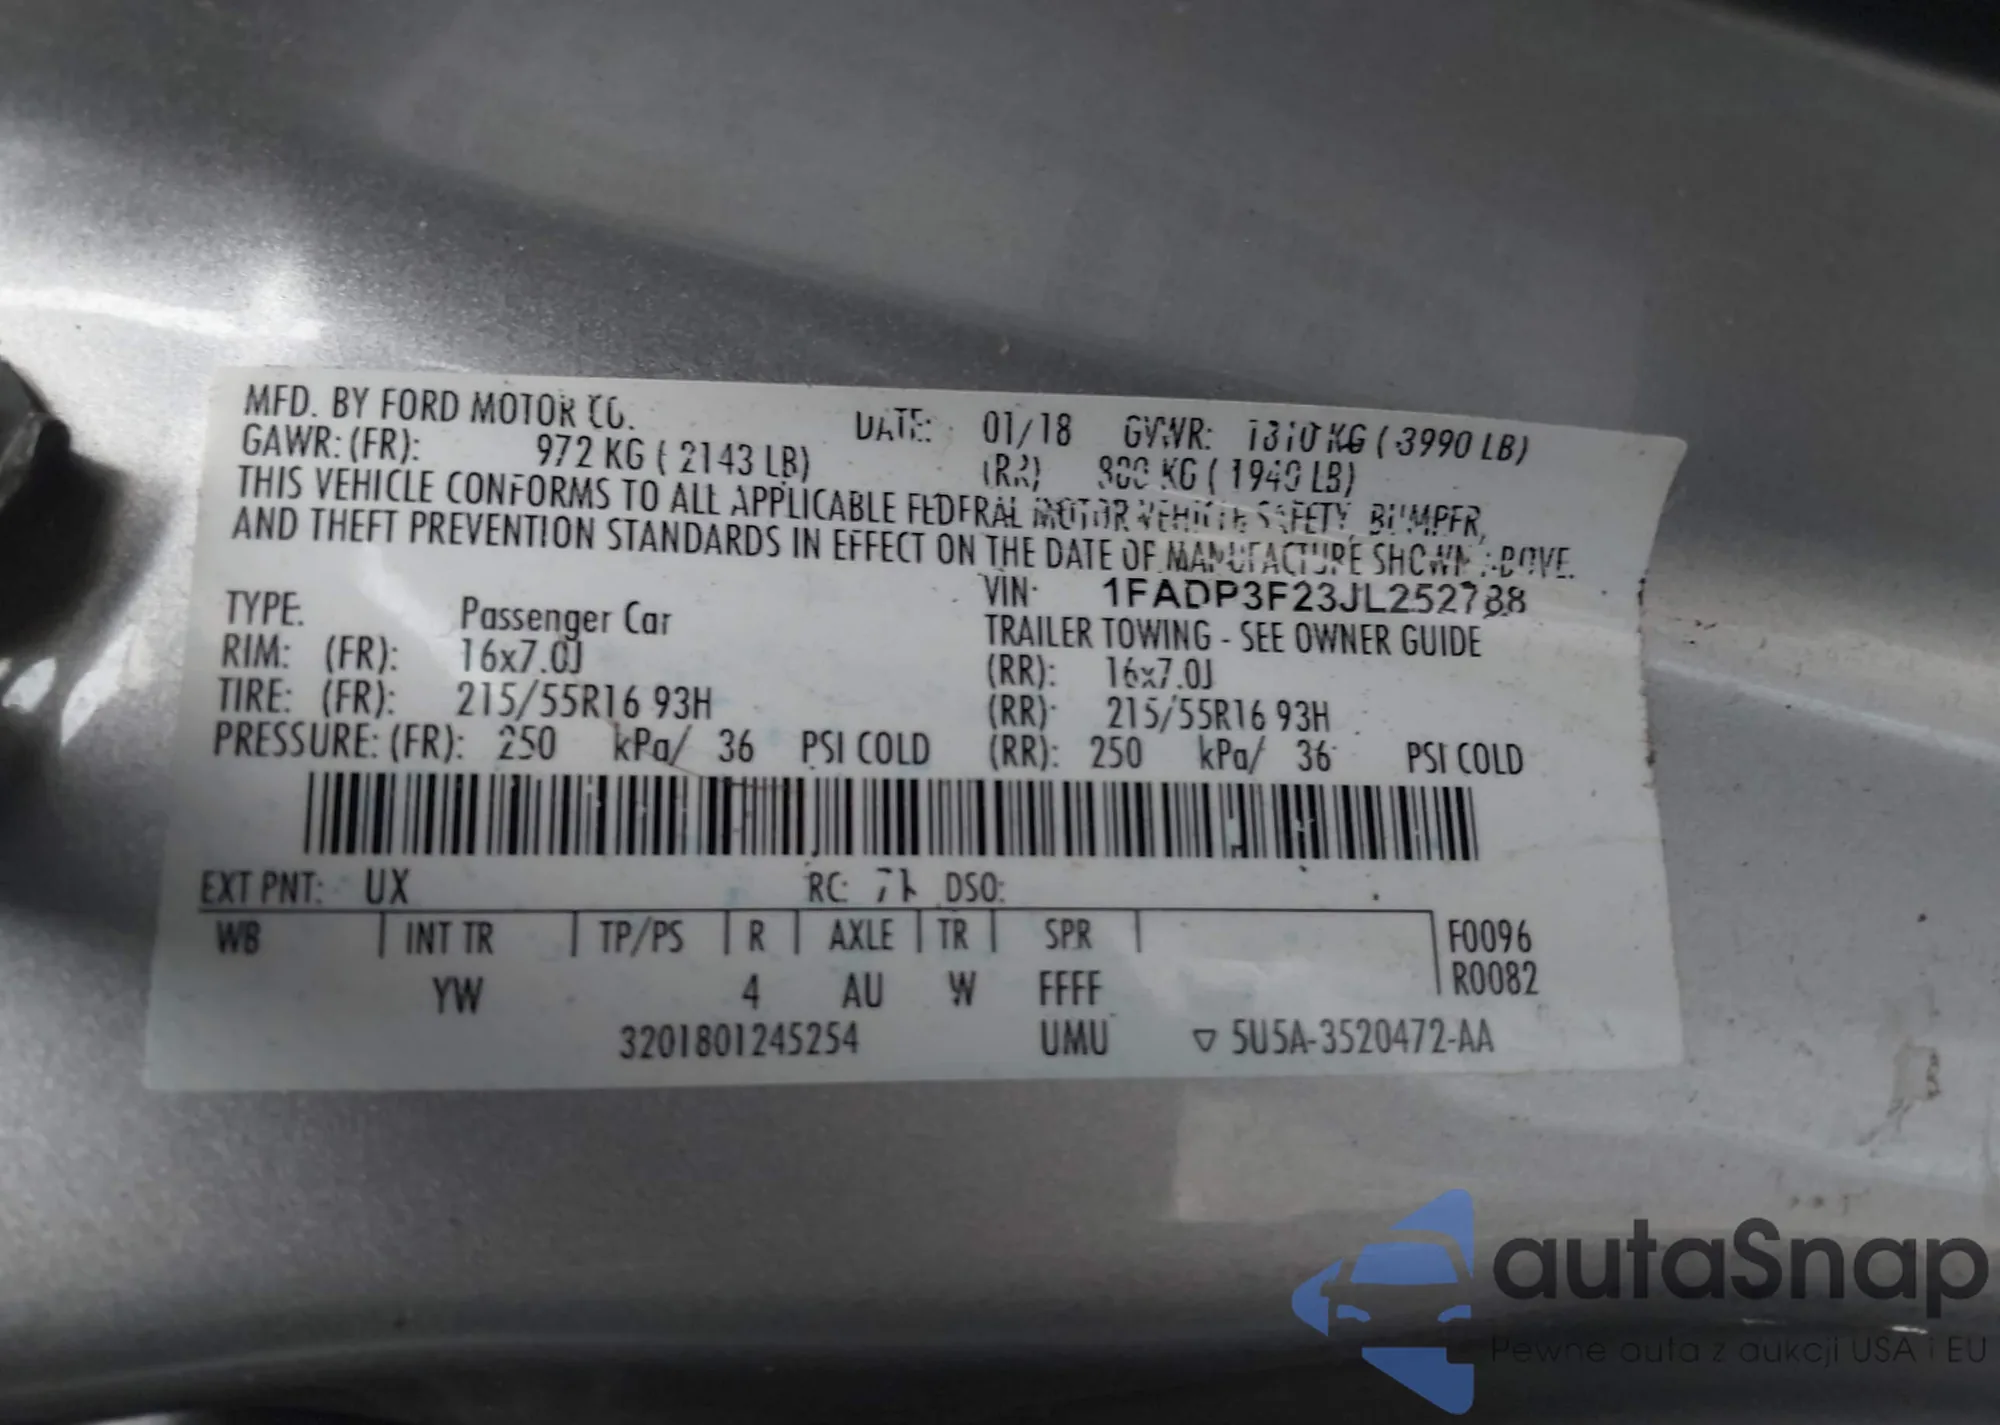 MFD. BY FORD MOTOR CO. DATE: 01/18 GVWR: 1810 KG ( 3990 LB)
GAWR: (FR): 972 KG ( 2143 LB) (RR) 880 KG ( 1940 LB)
THIS VEHICLE CONFORMS TO ALL APPLICABLE FEDERAL MOTOR VEHICLE SAFETY, BUMPER,
AND THEFT PREVENTION STANDARDS IN EFFECT ON THE DATE OF MANUFACTURE SHOWN ABOVE.
VIN: 1FADP3F23JL252788
TYPE: Passenger Car TRAILER TOWING - SEE OWNER GUIDE
RIM: (FR): 16x7.0J (RR): 16x7.0J
TIRE: (FR): 215/55R16 93H (RR): 215/55R16 93H
PRESSURE: (FR): 250 kPa/ 36 PSI COLD (RR): 250 kPa/ 36 PSI COLD
EXT PNT: UX RC: DSO:
WB INT TR TP/PS R AXLE TR SPR F0096
YW 4 AU W FFFF R0082
3201801245254 UMU ▽ 5U5A-3520472-AA
autaSnap
Pewne auta z aukcji USA i EU